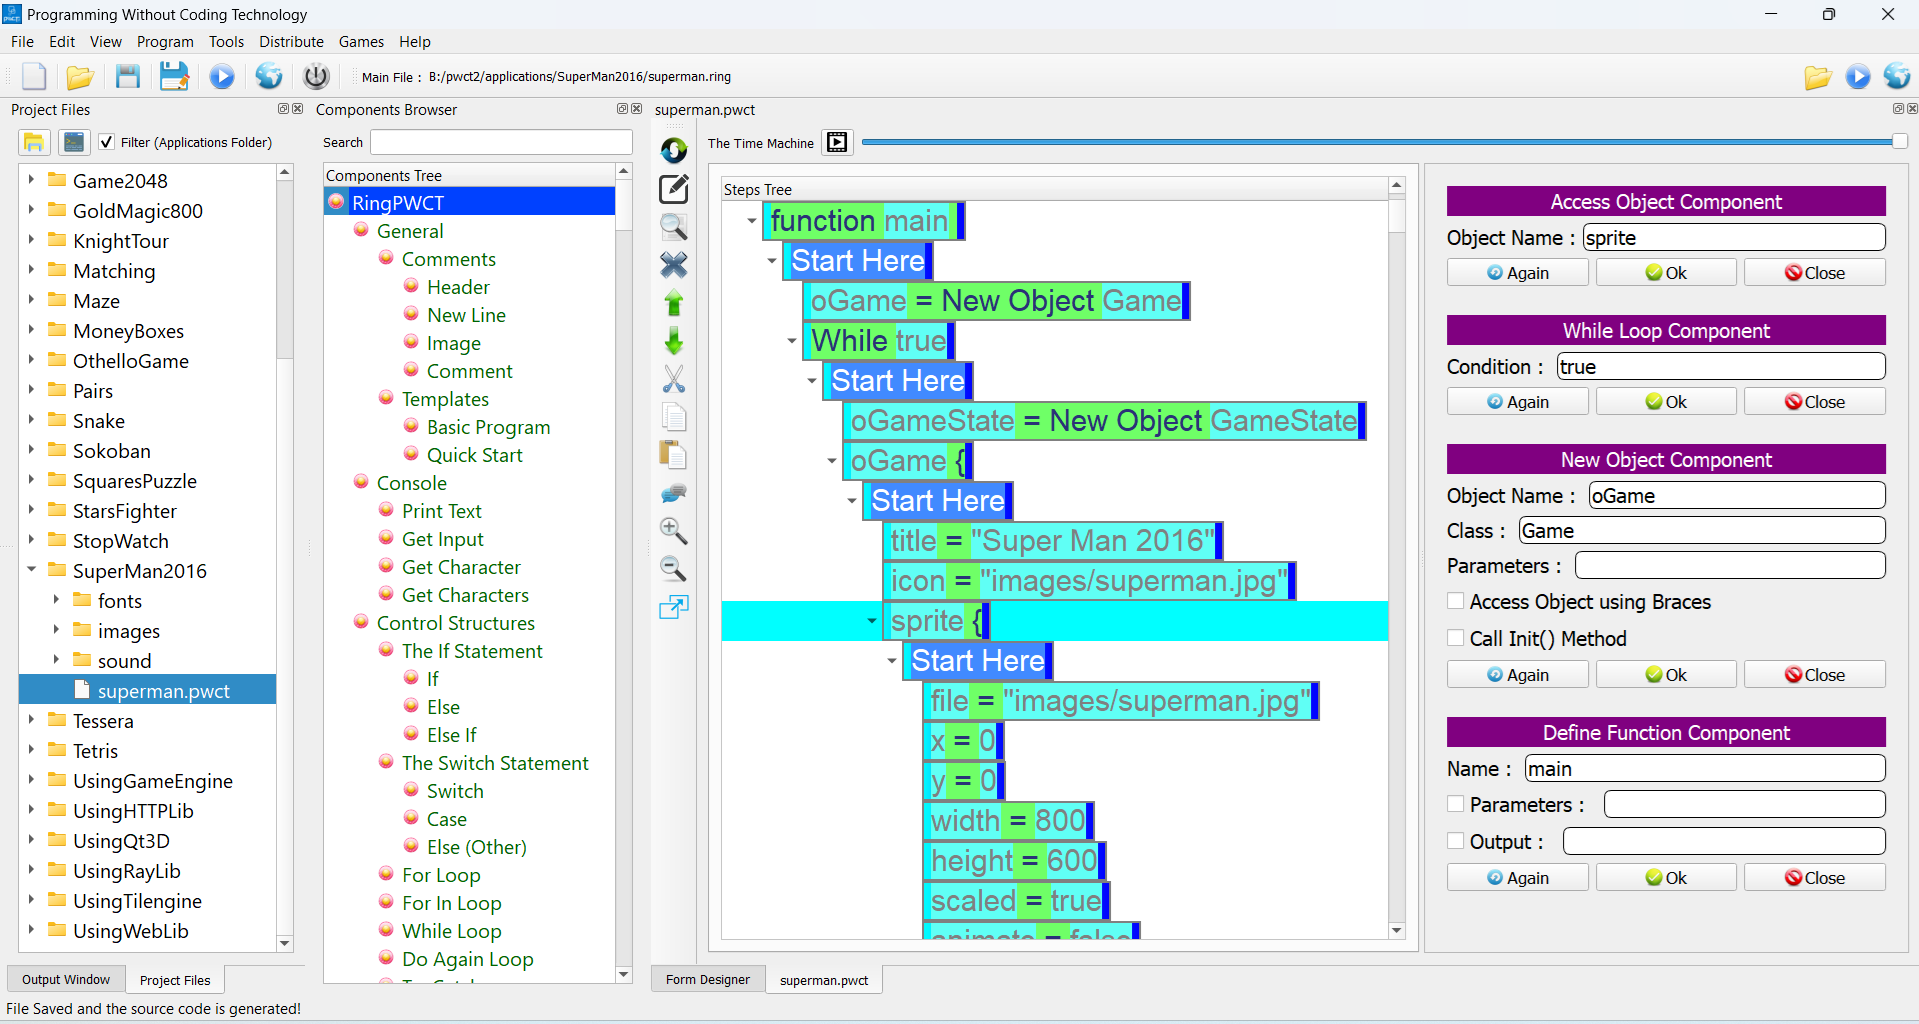 Programming Without Coding Technology
File Edit View Program Tools Distribute Games Help
Main File : B:/pwct2/applications/SuperMan2016/superman.ring
Project Files
Filter (Applications Folder)
Game2048
GoldMagic800
KnightTour
Matching
Maze
MoneyBoxes
OthelloGame
Pairs
Snake
Sokoban
SquaresPuzzle
StarsFighter
StopWatch
SuperMan2016
fonts
images
sound
superman.pwct
Tessera
Tetris
UsingGameEngine
UsingHTTPLib
UsingQt3D
UsingRayLib
UsingTilengine
UsingWebLib
Output Window
Project Files
Components Browser
Search
Components Tree
RingPWCT
General
Comments
Header
New Line
Image
Comment
Templates
Basic Program
Quick Start
Console
Print Text
Get Input
Get Character
Get Characters
Control Structures
The If Statement
If
Else
Else If
The Switch Statement
Switch
Case
Else (Other)
For Loop
For In Loop
While Loop
Do Again Loop
superman.pwct
The Time Machine
Steps Tree
function main
Start Here
oGame = New Object Game
While true
Start Here
oGameState = New Object GameState
oGame {
Start Here
title = "Super Man 2016"
icon = "images/superman.jpg"
sprite {
Start Here
file = "images/superman.jpg"
x = 0
y = 0
width = 800
height = 600
scaled = true
animate = false
Form Designer
superman.pwct
Access Object Component
Object Name : sprite
Again Ok Close
While Loop Component
Condition : true
Again Ok Close
New Object Component
Object Name : oGame
Class : Game
Parameters :
Access Object using Braces
Call Init() Method
Again Ok Close
Define Function Component
Name : main
Parameters :
Output :
Again Ok Close
File Saved and the source code is generated!